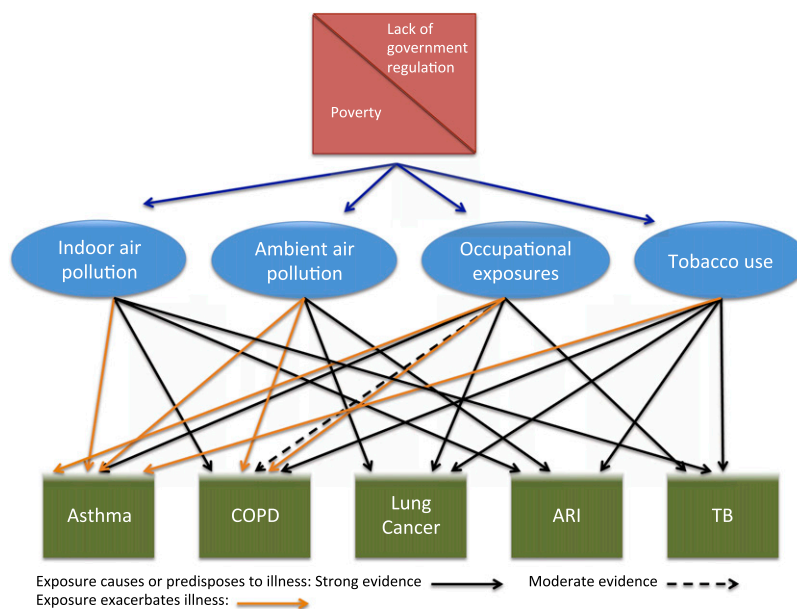 Lack of
government
regulation
Poverty
Indoor air
pollution
Ambient air
pollution
Occupational
exposures
Tobacco use
Asthma
COPD
Lung
Cancer
ARI
TB
Exposure causes or predisposes to illness: Strong evidence
Moderate evidence
Exposure exacerbates illness: